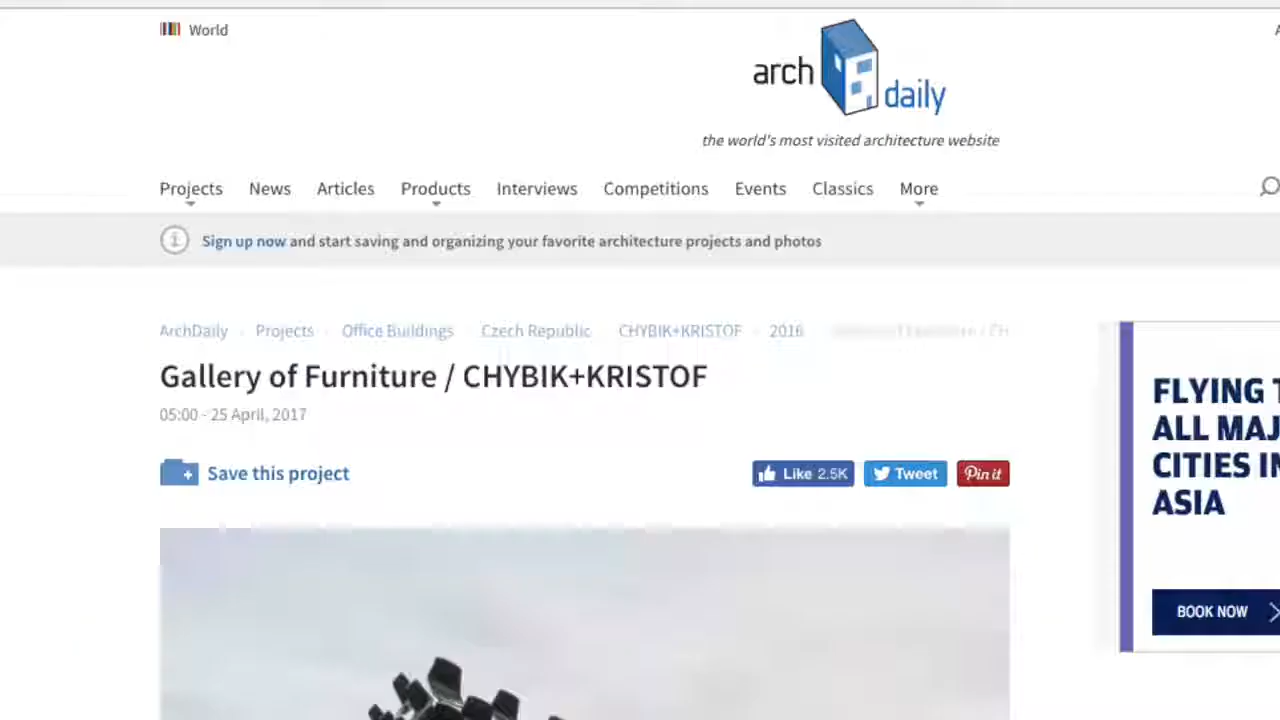 World
arch daily
the world's most visited architecture website
Projects News Articles Products Interviews Competitions Events Classics More
Sign up now and start saving and organizing your favorite architecture projects and photos
ArchDaily Projects Office Buildings Czech Republic CHYBIK+KRISTOF 2016
Gallery of Furniture / CHYBIK+KRISTOF
05:00 - 25 April, 2017
Save this project
Like 2.5K Tweet Pin it
FLYING
ALL MAJ
CITIES
ASIA
BOOK NOW